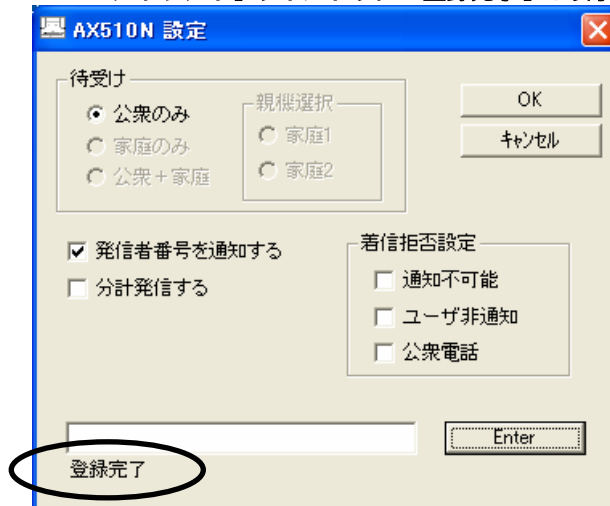 AX510N 設定
待受け
公衆のみ
家庭のみ
公衆+家庭
親機選択
家庭1
家庭2
OK
キャンセル
発信者番号を通知する
分計発信する
着信拒否設定
通知不可能
ユーザ非通知
公衆電話
Enter
登録完了